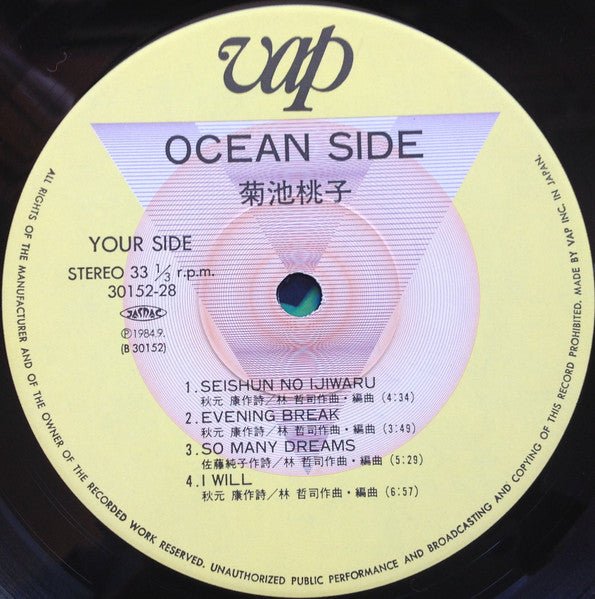 vap
OCEAN SIDE
菊池桃子
YOUR SIDE
STEREO 33 1/3 r.p.m.
30152-28
JASRAC
Ⓟ1984.9.
(B 30152)
1. SEISHUN NO IJIWARU
秋元 康作詩/林 哲司作曲・編曲 (4:34)
2. EVENING BREAK
秋元 康作詩/林 哲司作曲・編曲 (3:49)
3. SO MANY DREAMS
佐藤純子作詩/林 哲司作曲・編曲 (5:29)
4. I WILL
秋元 康作詩/林 哲司作曲・編曲 (6:57)
ALL RIGHTS OF THE MANUFACTURER AND OF THE OWNER OF THE RECORDED WORK RESERVED. UNAUTHORIZED PUBLIC PERFORMANCE AND BROADCASTING AND COPYING OF THIS RECORD PROHIBITED. MADE BY VAP INC. IN JAPAN.